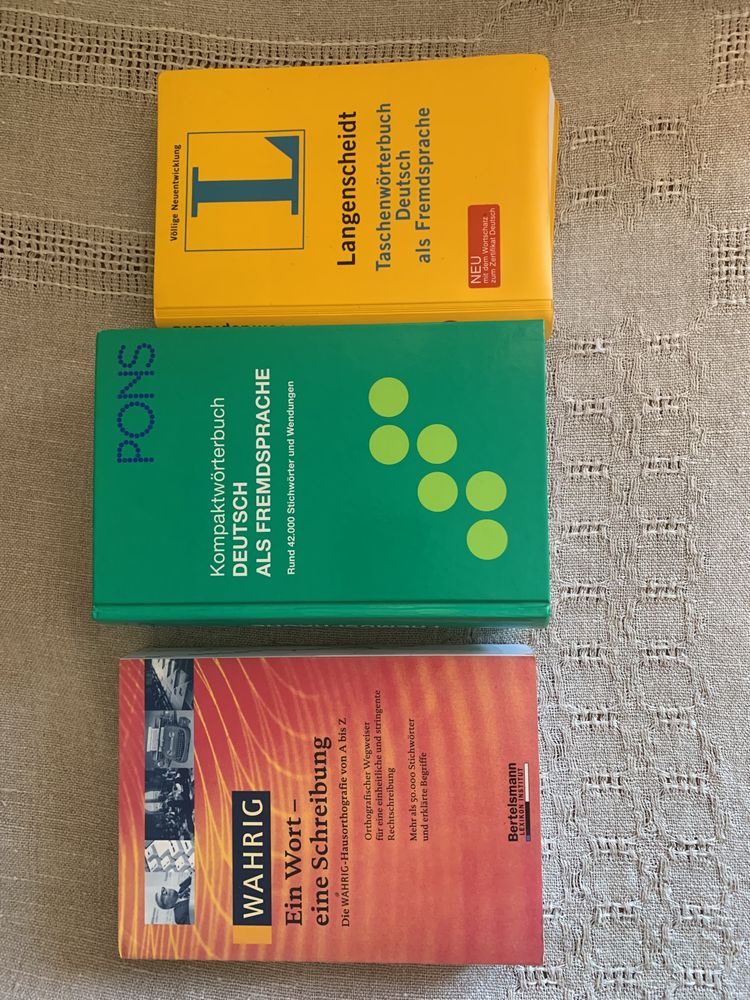 Völlige Neuentwicklung
L
Langenscheidt
Taschenwörterbuch
Deutsch
als Fremdsprache
NEU
mit dem Wortschatz
zum Zertifikat Deutsch
PONS
Kompaktwörterbuch
DEUTSCH
ALS FREMDSPRACHE
Rund 42.000 Stichwörter und Wendungen
WAHRIG
Ein Wort –
eine Schreibung
Die WAHRIG-Hausorthografie von A bis Z
Orthografischer Wegweiser
für eine einheitliche und stringente
Rechtschreibung
Mehr als 50.000 Stichwörter
und erklärte Begriffe
Bertelsmann
LEXIKON INSTITUT